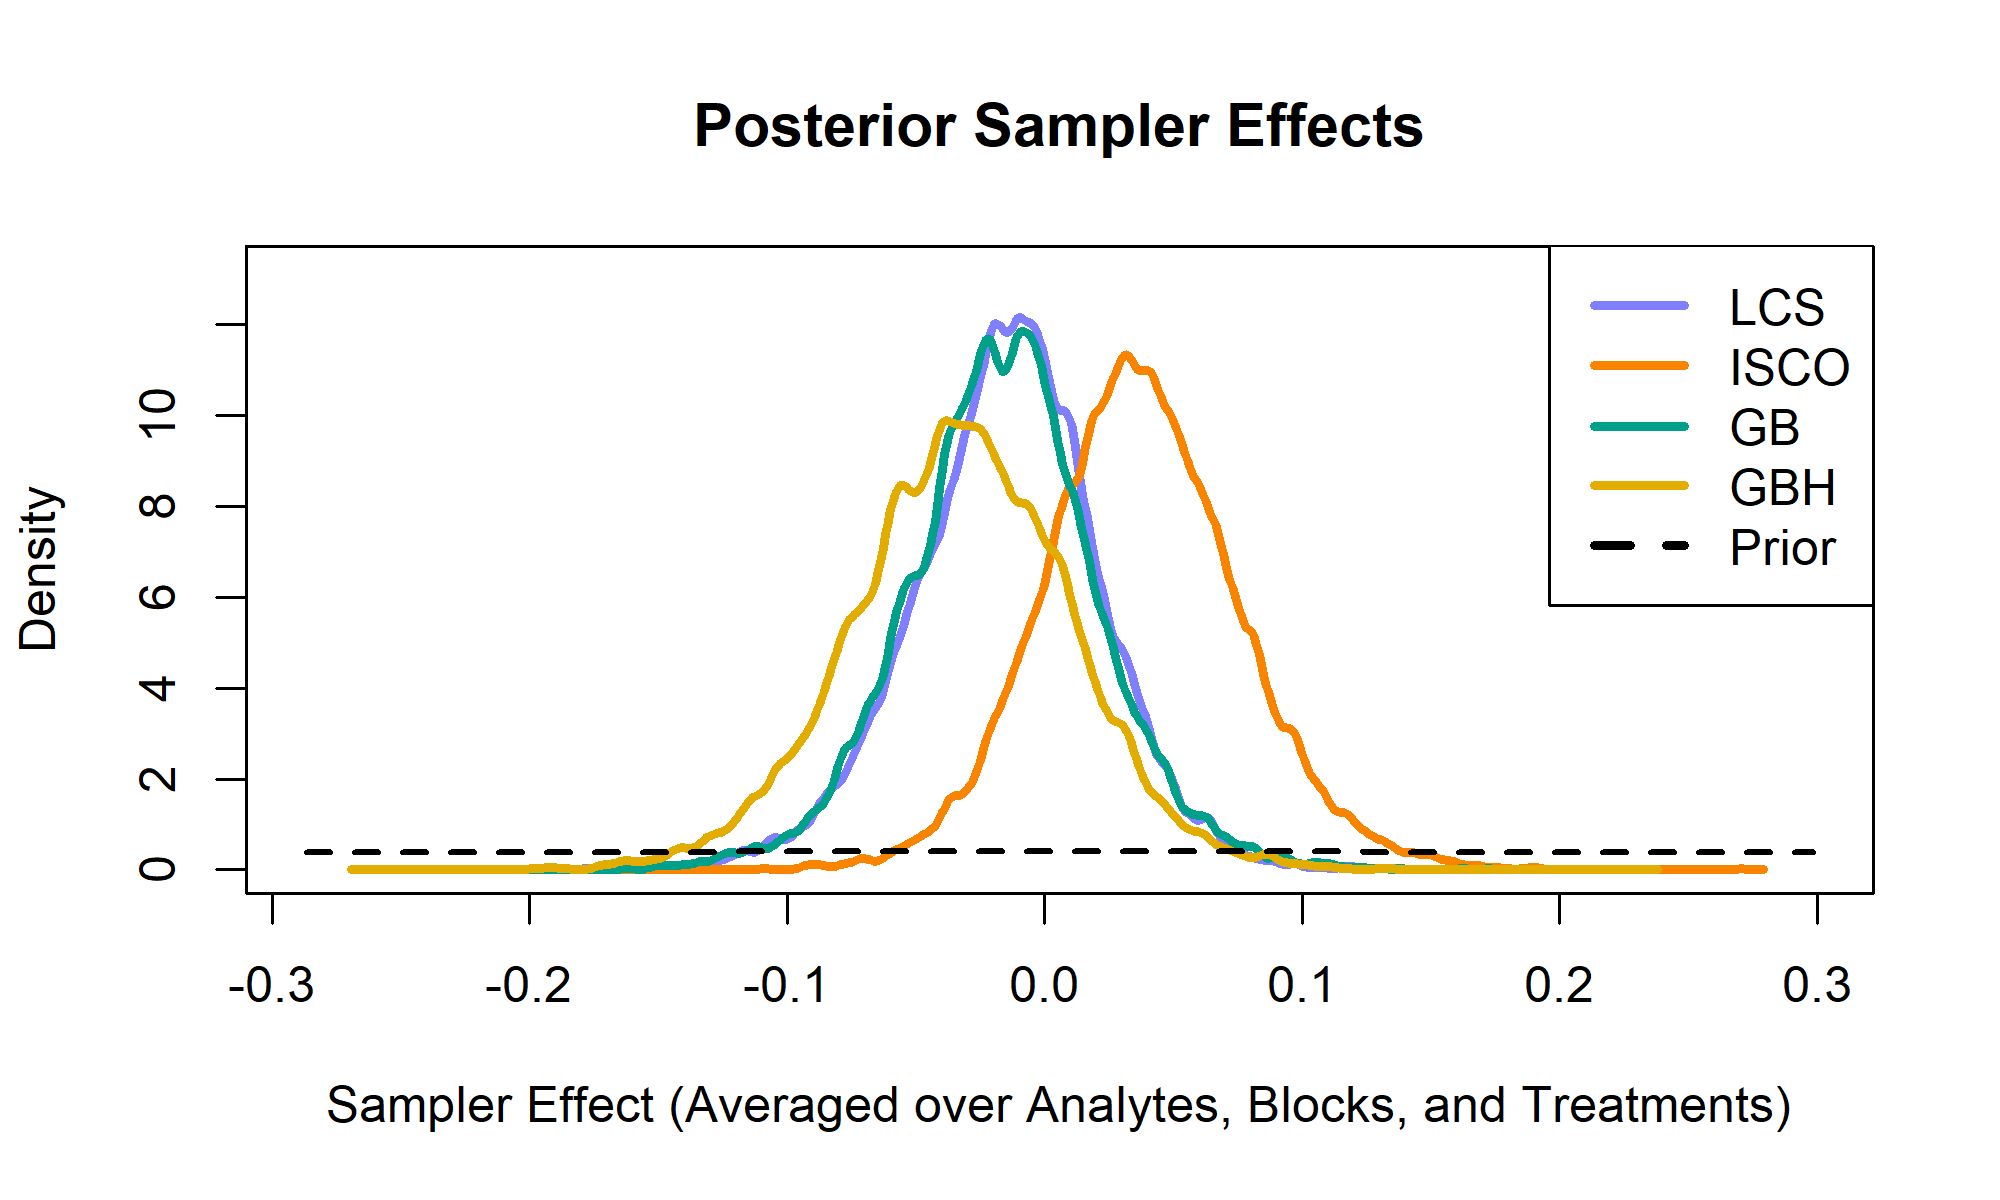 Posterior Sampler Effects
LCS
ISCO
GB
GBH
Prior
Density
10
8
6
4
2
0
-0.3
-0.2
-0.1
0.0
0.1
0.2
0.3
Sampler Effect (Averaged over Analytes, Blocks, and Treatments)